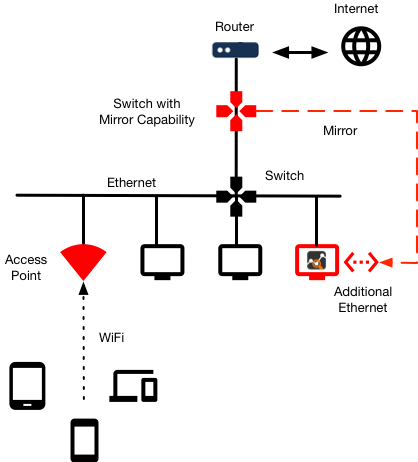 Internet
Router
Switch with
Mirror Capability
Mirror
Switch
Ethernet
Access
Point
Additional
Ethernet
WiFi